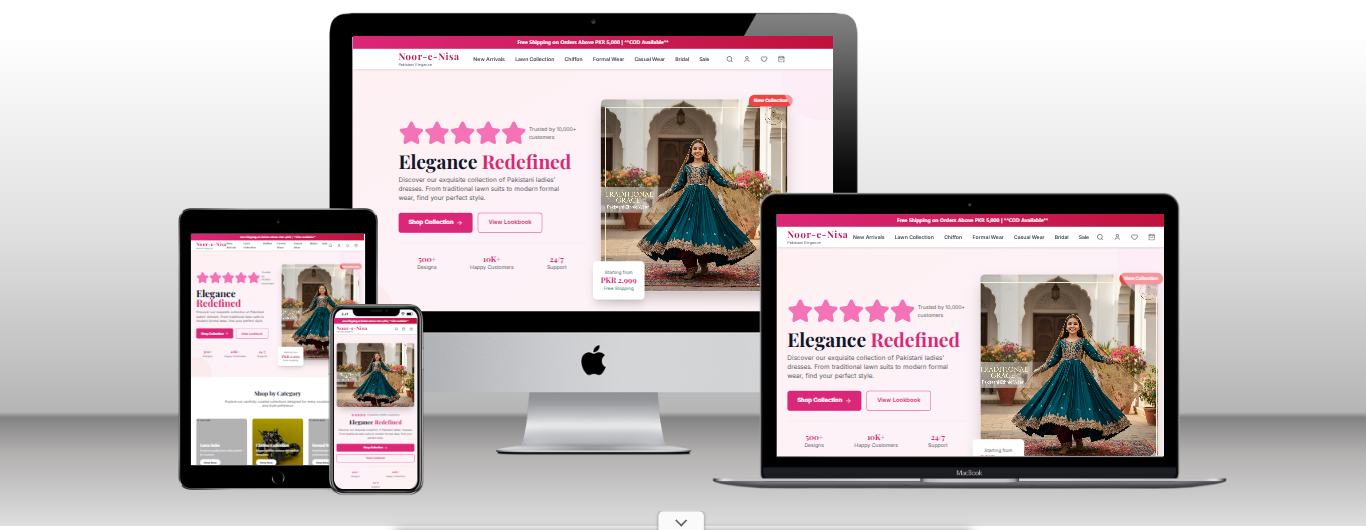 Free Shipping on Orders Above PKR 5,000 | **COD Available**
Noor-e-Nisa
Pakistani Elegance
New Arrivals Lawn Collection Chiffon Formal Wear Casual Wear Bridal Sale
New Collection
Trusted by 10,000+
customers
Elegance Redefined
Discover our exquisite collection of Pakistani ladies'
dresses. From traditional lawn suits to modern formal
wear, find your perfect style.
TRADITIONAL
GRACE
Shop Collection →
View Lookbook
500+
Designs
10K+
Happy Customers
24/7
Support
Starting from
PKR 2,999
Free Shipping
Free Shipping on Orders Above PKR 5,000 | **COD Available**
Noor-e-Nisa
Pakistani Elegance
New Arrivals Lawn Collection Chiffon Formal Wear Casual Wear Bridal Sale
New Collection
Trusted by 10,000+
customers
Elegance Redefined
Discover our exquisite collection of Pakistani ladies'
dresses. From traditional lawn suits to modern formal
wear, find your perfect style.
TRADITIONAL
GRACE
Shop Collection →
View Lookbook
500+
Designs
10K+
Happy Customers
24/7
Support
Starting from
MacBook
Noor-e-Nisa
Elegance
Redefined
Shop Collection
View Lookbook
Shop by Category
Noor-e-Nisa
Elegance Redefined
Shop Collection
View Lookbook